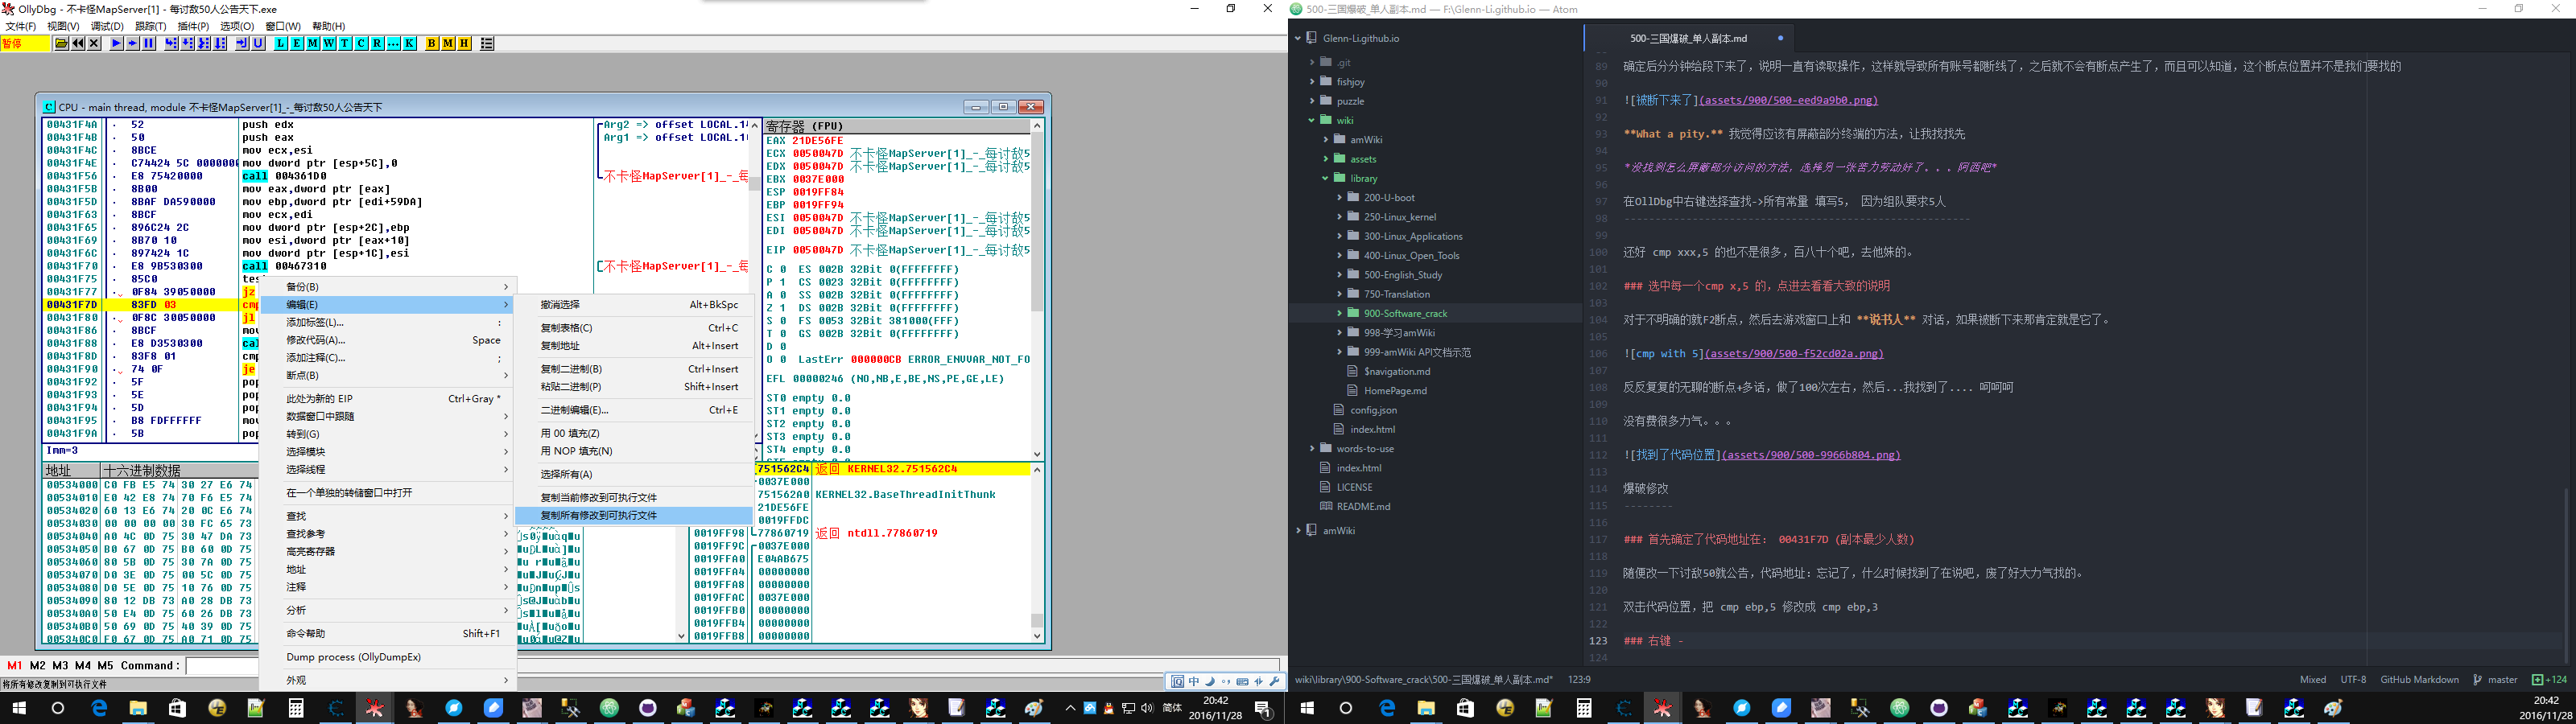 OllyDbg - 不卡怪MapServer[1] - 每讨敌50人公告天下.exe
文件(F) 视图(V) 调试(D) 跟踪(T) 插件(P) 选项(O) 窗口(W) 帮助(H)
暂停 L E M W T C R ... K B M H
CPU - main thread, module 不卡怪MapServer[1]_-_每讨敌50人公告天下
00431F4A 52 push edx
00431F4B 50 push eax
00431F4C 8BCE mov ecx,esi
00431F4E C74424 5C 0000000 mov dword ptr [esp+5C],0
00431F56 E8 75420000 call 004361D0
00431F5B 8B00 mov eax,dword ptr [eax]
00431F5D 8BAF DA590000 mov ebp,dword ptr [edi+59DA]
00431F63 8BCF mov ecx,edi
00431F65 896C24 2C mov dword ptr [esp+2C],ebp
00431F69 8B70 10 mov esi,dword ptr [eax+10]
00431F6C 897424 1C mov dword ptr [esp+1C],esi
00431F70 E8 9B530300 call 00467310
00431F75 85C0 tes
00431F77 0F84 39050000 jz
00431F7D 83FD 03 cmp
00431F80 0F8C 30050000 jl
00431F86 8BCF mov
00431F88 E8 D3530300 cal
00431F8D 83F8 01 cmp
00431F90 74 0F je
00431F92 5F pop
00431F93 5E pop
00431F94 5D pop
00431F95 B8 FDFFFFFF mov
00431F9A 5B pop
Arg2 => offset LOCAL.14
Arg1 => offset LOCAL.10
不卡怪MapServer[1]_-_每
不卡怪MapServer[1]_-_每
寄存器 (FPU)
EAX 21DE56FE
ECX 0050047D 不卡怪MapServer[1]_-_每讨敌5
EDX 0050047D 不卡怪MapServer[1]_-_每讨敌5
EBX 0037E000
ESP 0019FF84
EBP 0019FF94
ESI 0050047D 不卡怪MapServer[1]_-_每讨敌5
EDI 0050047D 不卡怪MapServer[1]_-_每讨敌5
EIP 0050047D 不卡怪MapServer[1]_-_每讨敌5
C 0 ES 002B 32Bit 0(FFFFFFFF)
P 1 CS 0023 32Bit 0(FFFFFFFF)
A 0 SS 002B 32Bit 0(FFFFFFFF)
Z 1 DS 002B 32Bit 0(FFFFFFFF)
S 0 FS 0053 32Bit 381000(FFF)
T 0 GS 002B 32Bit 0(FFFFFFFF)
D 0
O 0 LastErr 000000CB ERROR_ENVVAR_NOT_FO
EFL 00000246 (NO,NB,E,BE,NS,PE,GE,LE)
ST0 empty 0.0
ST1 empty 0.0
ST2 empty 0.0
ST3 empty 0.0
ST4 empty 0.0
Imm=3
地址 十六进制数据
00534000 C0 FB E5 74 30 27 E6 74
00534010 E0 42 E8 74 70 F6 E5 74
00534020 60 13 E6 74 20 0C E6 74
00534030 00 00 00 00 30 FC 65 73
00534040 A0 4C 0D 75 30 47 DA 73
00534050 B0 67 0D 75 B0 60 0D 75
00534060 80 5B 0D 75 30 7A 0D 75
00534070 D0 3E 0D 75 00 5C 0D 75
00534080 D0 5E 0D 75 10 76 0D 75
00534090 80 12 DB 73 A0 28 DB 73
005340A0 50 E4 0D 75 60 26 DB 73
005340B0 50 69 0D 75 40 39 0D 75
005340C0 F0 67 0D 75 A0 71 0D 75
751562C4 返回 KERNEL32.751562C4
0037E000
751562A0 KERNEL32.BaseThreadInitThunk
21DE56FE
0019FFDC
0019FF98 77860719 返回 ntdll.77860719
0019FF9C 0037E000
0019FFA0 E04AB675
0019FFA4 00000000
0019FFA8 00000000
0019FFAC 0037E000
0019FFB0 00000000
0019FFB4 00000000
0019FFB8 00000000
备份(B)
编辑(E)
添加标签(L)... :
修改代码(A)... Space
添加注释(C)... ;
断点(B)
此处为新的 EIP Ctrl+Gray *
数据窗口中跟随
转到(G)
选择模块
选择线程
在一个单独的转储窗口中打开
查找
查找参考
高亮寄存器
地址
注释
分析
命令帮助 Shift+F1
Dump process (OllyDumpEx)
外观
撤消选择 Alt+BkSpc
复制表格(C) Ctrl+C
复制地址 Alt+Insert
复制二进制(B) Ctrl+Insert
粘贴二进制(P) Shift+Insert
二进制编辑(E)... Ctrl+E
用 00 填充(Z)
用 NOP 填充(N)
选择所有(A)
复制当前修改到可执行文件
复制所有修改到可执行文件
M1 M2 M3 M4 M5 Command:
将所有修改复制到可执行文件
中 简体 20:42
2016/11/28
500-三国爆破_单人副本.md — F:\Glenn-Li.github.io — Atom
Glenn-Li.github.io
.git
fishjoy
puzzle
wiki
amWiki
assets
library
200-U-boot
250-Linux_kernel
300-Linux_Applications
400-Linux_Open_Tools
500-English_Study
750-Translation
900-Software_crack
998-学习amWiki
999-amWiki API文档示范
$navigation.md
HomePage.md
config.json
index.html
words-to-use
index.html
LICENSE
README.md
amWiki
500-三国爆破_单人副本.md
89 确定后分分钟给段下来了，说明一直有读取操作，这样就导致所有账号都断线了，之后就不会有断点产生了，而且可以知道，这个断点位置并不是我们要找的
90
91 ![被断下来了](assets/900/500-eed9a9b0.png)
92
93 **What a pity.** 我觉得应该有屏蔽部分终端的方法，让我找找先
94
95 *没找到怎么屏蔽部分访问的方法，选择另一张苦力劳动好了。。。阿西吧*
96
97 在OllDbg中右键选择查找->所有常量 填写5， 因为组队要求5人
98 ----------------------------------------------------
99
100 还好 cmp xxx,5 的也不是很多，百八十个吧，去他妹的。
101
102 ### 选中每一个cmp x,5 的，点进去看看大致的说明
103
104 对于不明确的就F2断点，然后去游戏窗口上和 **说书人** 对话，如果被断下来那肯定就是它了。
105
106 ![cmp with 5](assets/900/500-f52cd02a.png)
107
108 反反复复的无聊的断点+多话，做了100次左右，然后...我找到了.... 呵呵呵
109
110 没有费很多力气。。。
111
112 ![找到了代码位置](assets/900/500-9966b804.png)
113
114 爆破修改
115 --------
116
117 ### 首先确定了代码地址在： 00431F7D (副本最少人数)
118
119 随便改一下讨敌50就公告，代码地址：忘记了，什么时候找到了在说吧，废了好大力气找的。
120
121 双击代码位置，把 cmp ebp,5 修改成 cmp ebp,3
122
123 ### 右键 -
124
wiki\library\900-Software_crack\500-三国爆破_单人副本.md* 123:9 Mixed UTF-8 GitHub Markdown master +124
20:42
2016/11/28